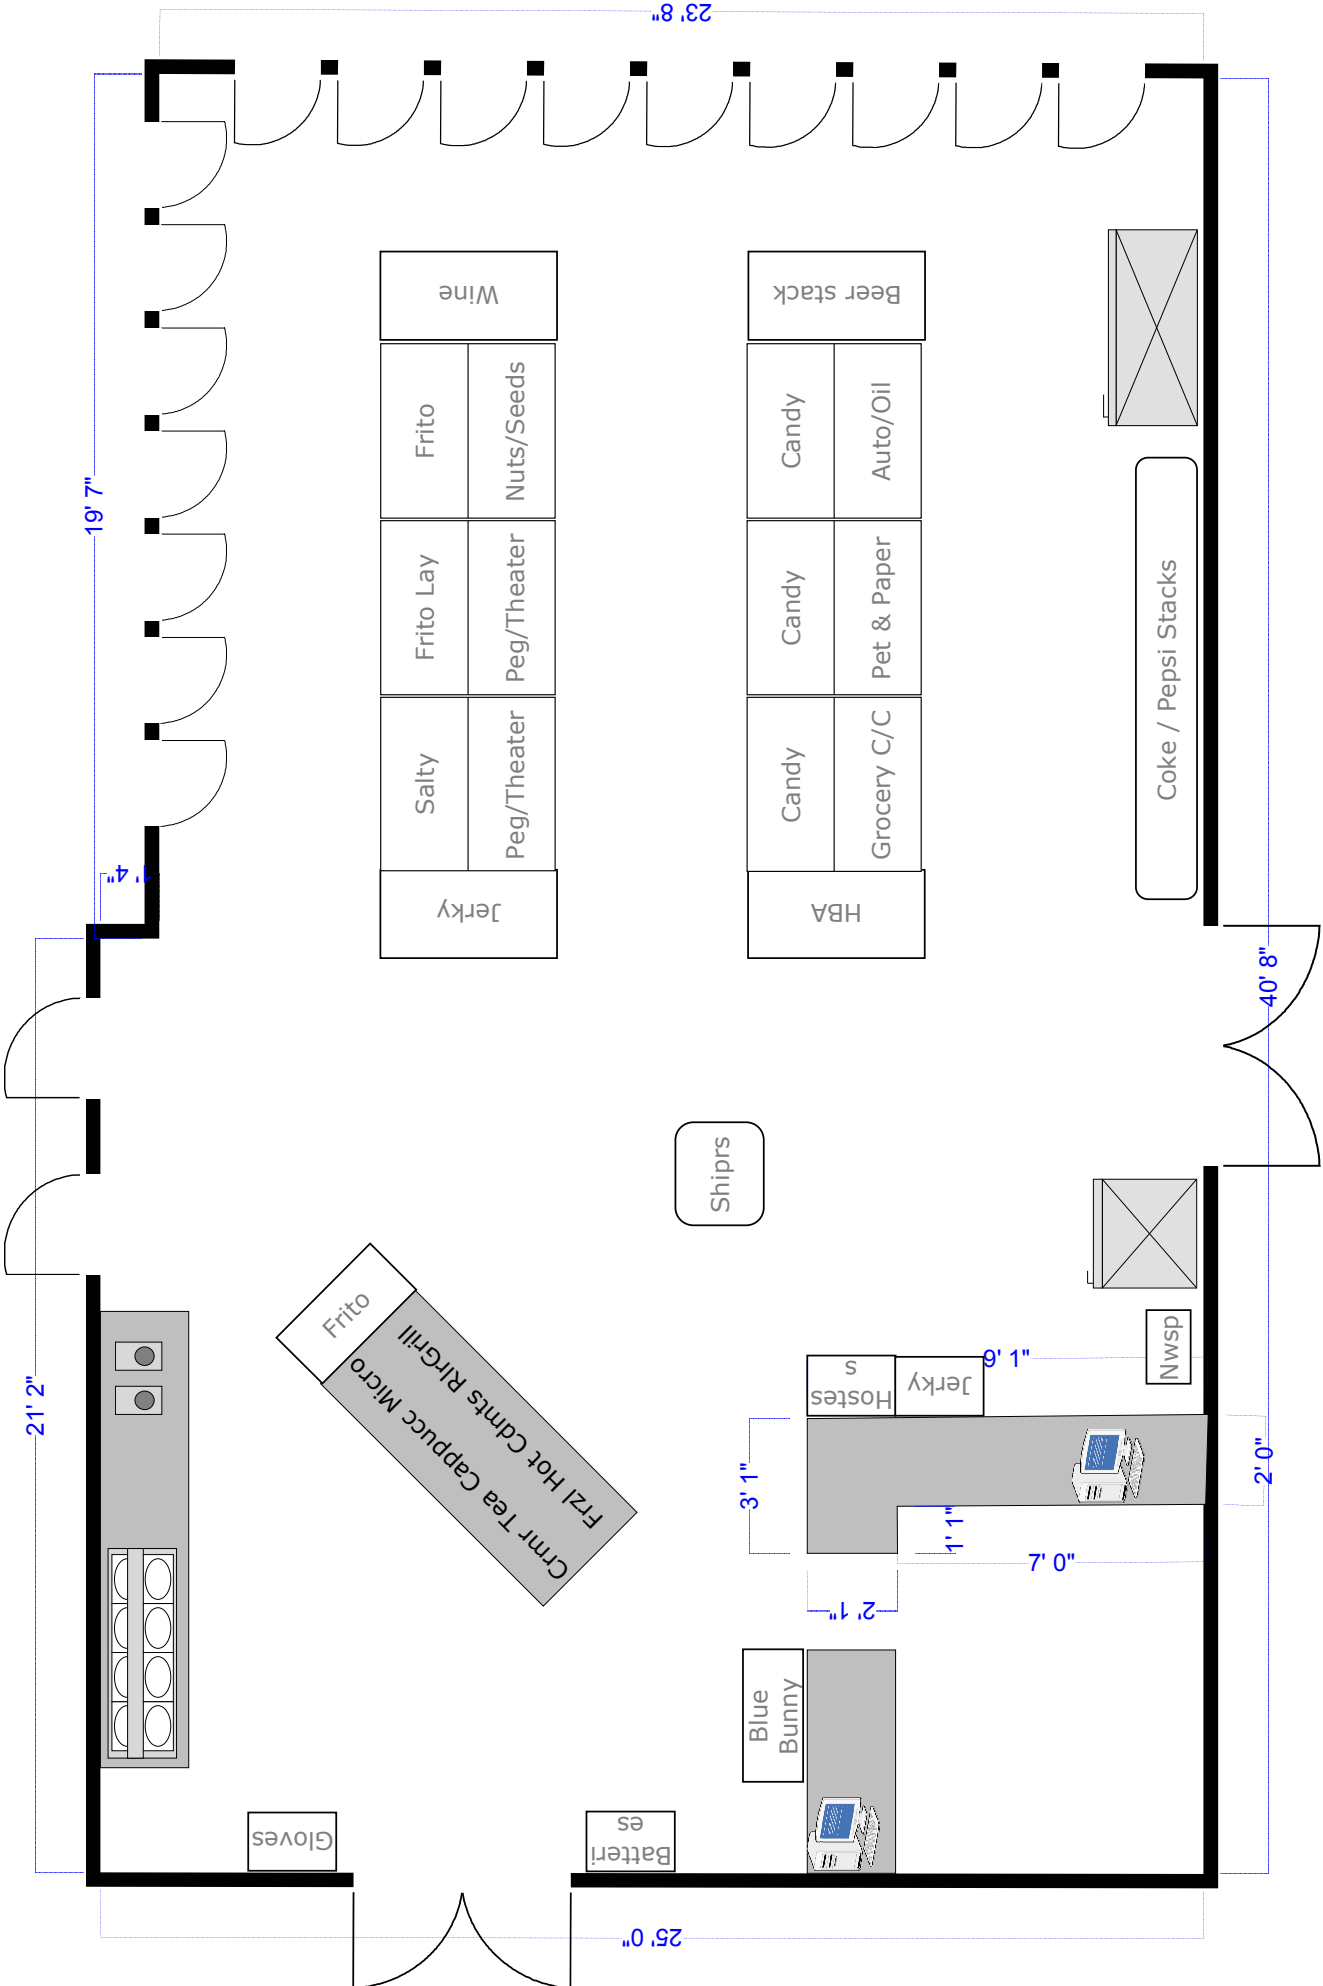 23' 8"
Wine
Beer stack
Frito
Nuts/Seeds
Candy
Auto/Oil
19' 7"
Frito Lay
Peg/Theater
Candy
Pet & Paper
Coke / Pepsi Stacks
Salty
Peg/Theater
Candy
Grocery C/C
1' 4"
Jerky
HBA
40' 8"
Shiprs
Frito
Nwsp
9' 1"
Hostes
s
Jerky
21' 2"
Crmr Tea Cappucc Micro
Frzl Hot Cdmts RlrGrill
3' 1"
2' 0"
1' 1"
7' 0"
2' 1"
Blue
Bunny
Gloves
Batteri
es
25' 0"